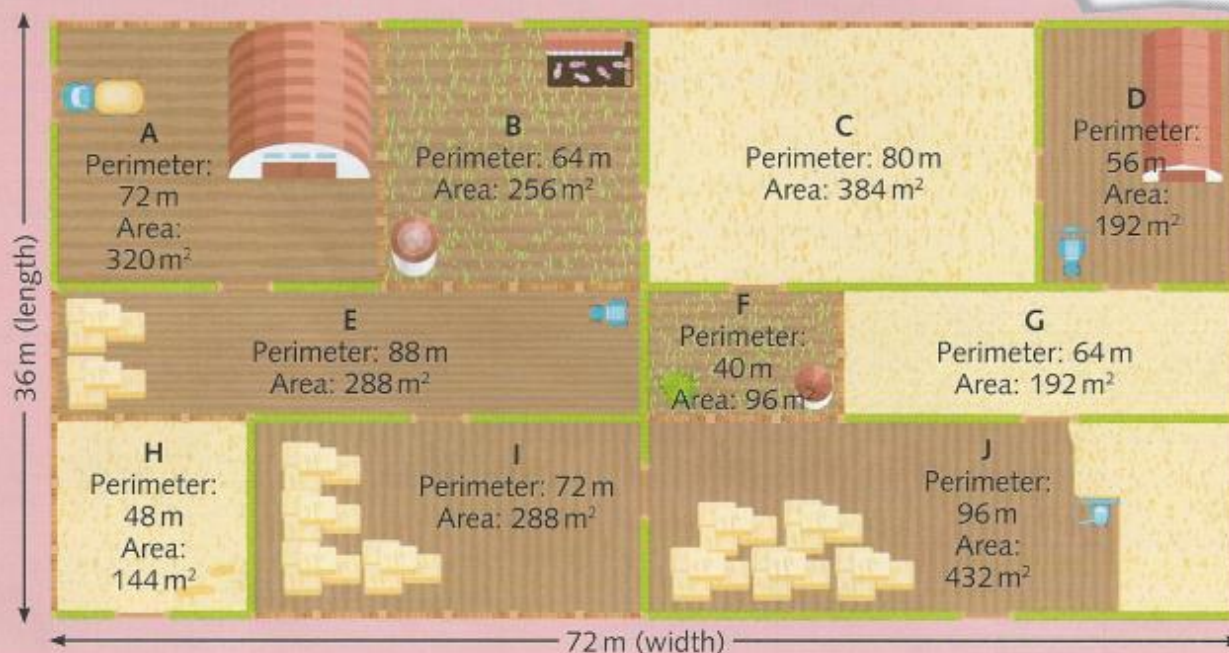 A
Perimeter:
72 m
Area:
320 m²
B
Perimeter: 64 m
Area: 256 m²
C
Perimeter: 80 m
Area: 384 m²
D
Perimeter:
56 m
Area:
192 m²
36 m (length)
E
Perimeter: 88 m
Area: 288 m²
F
Perimeter:
40 m
Area: 96 m²
G
Perimeter: 64 m
Area: 192 m²
H
Perimeter:
48 m
Area:
144 m²
I
Perimeter: 72 m
Area: 288 m²
J
Perimeter:
96 m
Area:
432 m²
72 m (width)